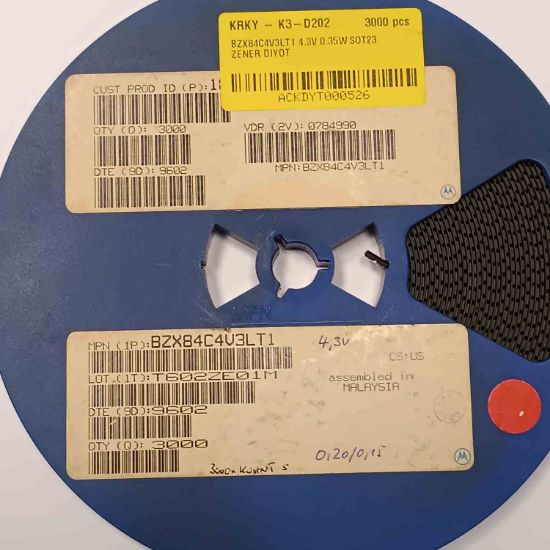 KRKY - K3-D202 3000 pcs
BZX84C4V3LT1 4,3V 0.35W SOT23
ZENER DIYOT
ACKDYT000526
CUST PROD ID (P):
QTY (Q): 3000
VDR (2V): 0784990
DTE (9D): 9602
MPN:BZX84C4V3LT1
MPN
MPN (1P):BZX84C4V3LT1
4,3V
CS:US
LOT,(1T):T602ZE01M
assembled in
MALAYSIA
DTE (9D):9602
QTY (Q): 3000
0,20/0,15